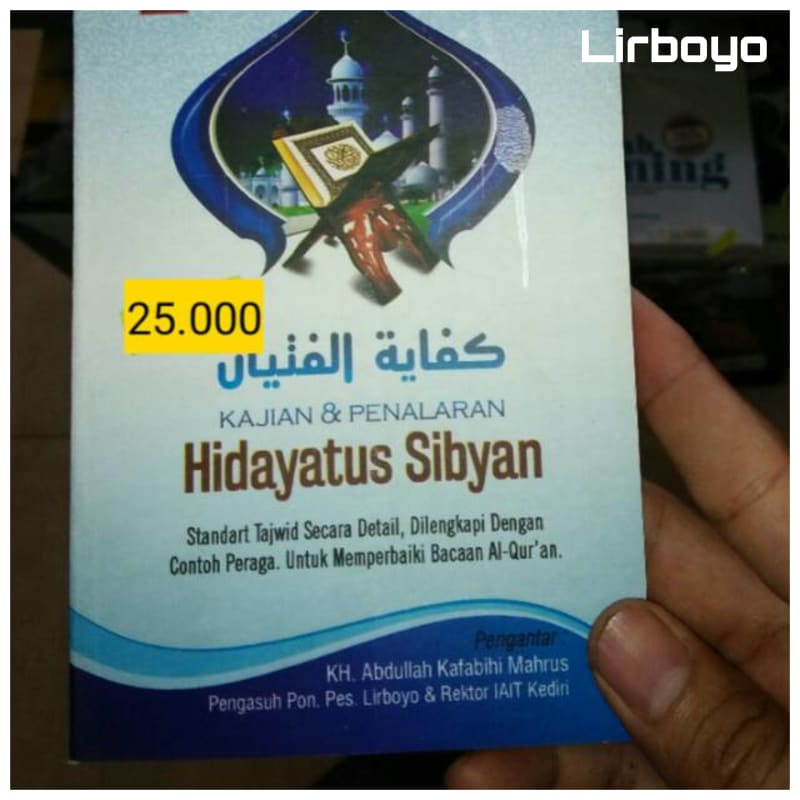 Lirboyo
25.000
كفاية الفتيان
KAJIAN & PENALARAN
Hidayatus Sibyan
Standart Tajwid Secara Detail, Dilengkapi Dengan
Contoh Peraga. Untuk Memperbaiki Bacaan Al-Qur'an.
Pengantar :
KH. Abdullah Kafabihi Mahrus
Pengasuh Pon. Pes. Lirboyo & Rektor IAIT Kediri